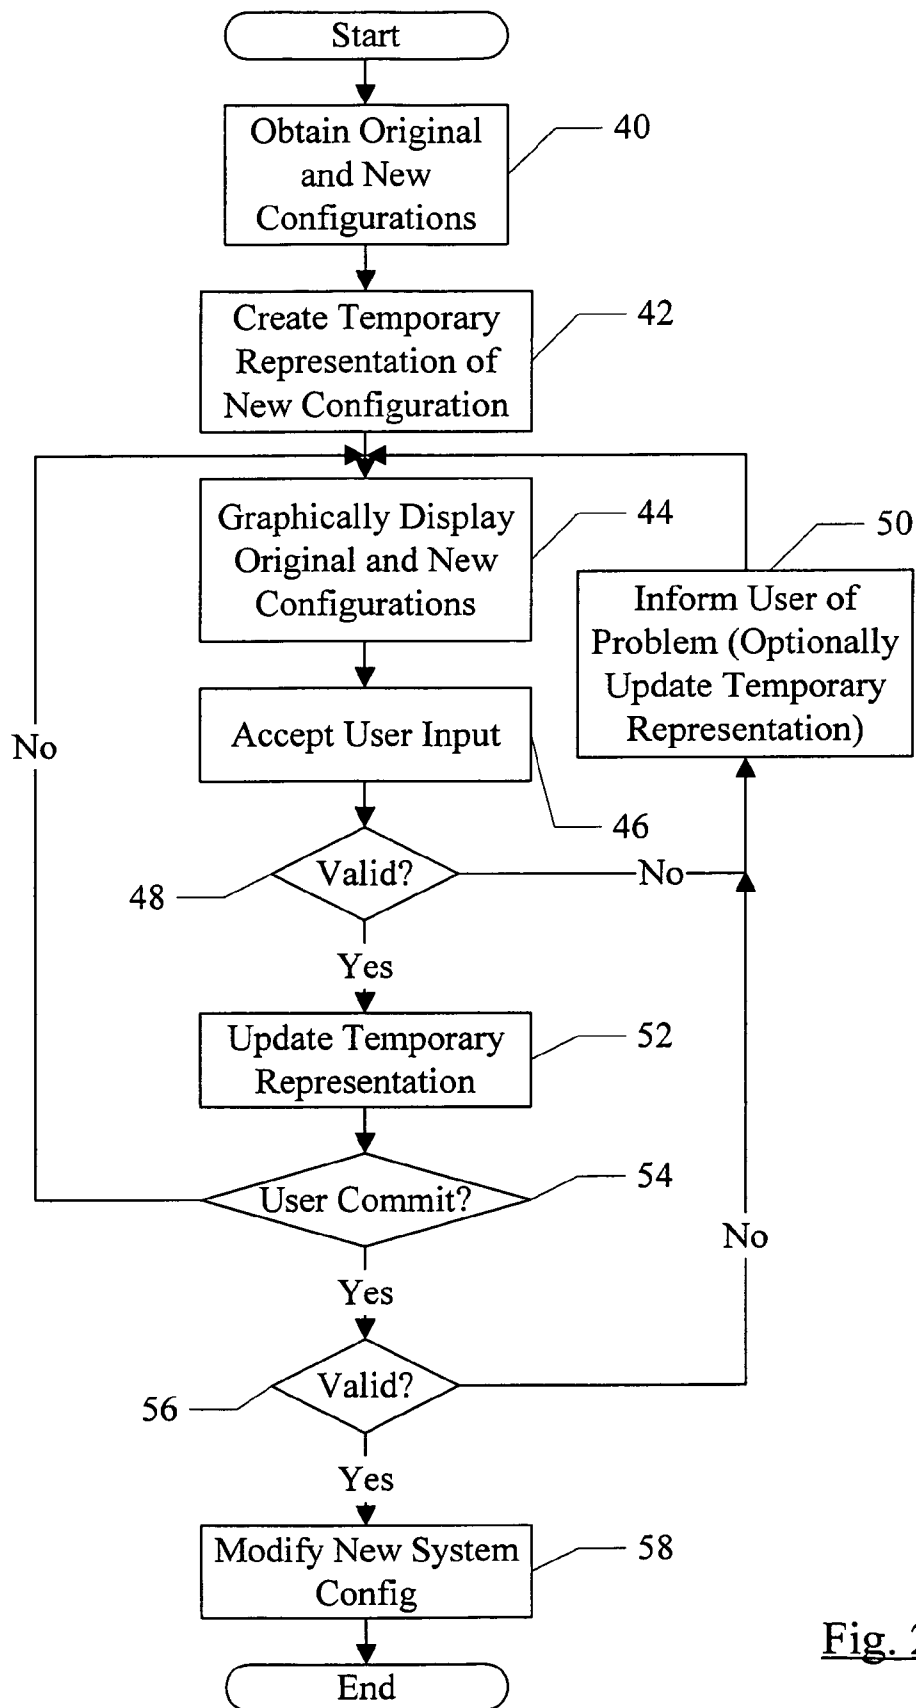 Start
Obtain Original
and New
Configurations
40
Create Temporary
Representation of
New Configuration
42
Graphically Display
Original and New
Configurations
44
50
Inform User of
Problem (Optionally
Update Temporary
Representation)
No
Accept User Input
46
Valid?
48
No
Yes
Update Temporary
Representation
52
User Commit?
54
No
Yes
Valid?
56
Yes
Modify New System
Config
58
Fig. 2
End